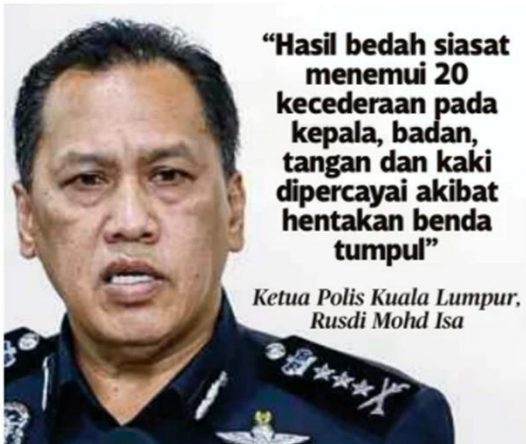 “Hasil bedah siasat
menemui 20
kecederaan pada
kepala, badan,
tangan dan kaki
dipercayai akibat
hentakan benda
tumpul”
Ketua Polis Kuala Lumpur,
Rusdi Mohd Isa